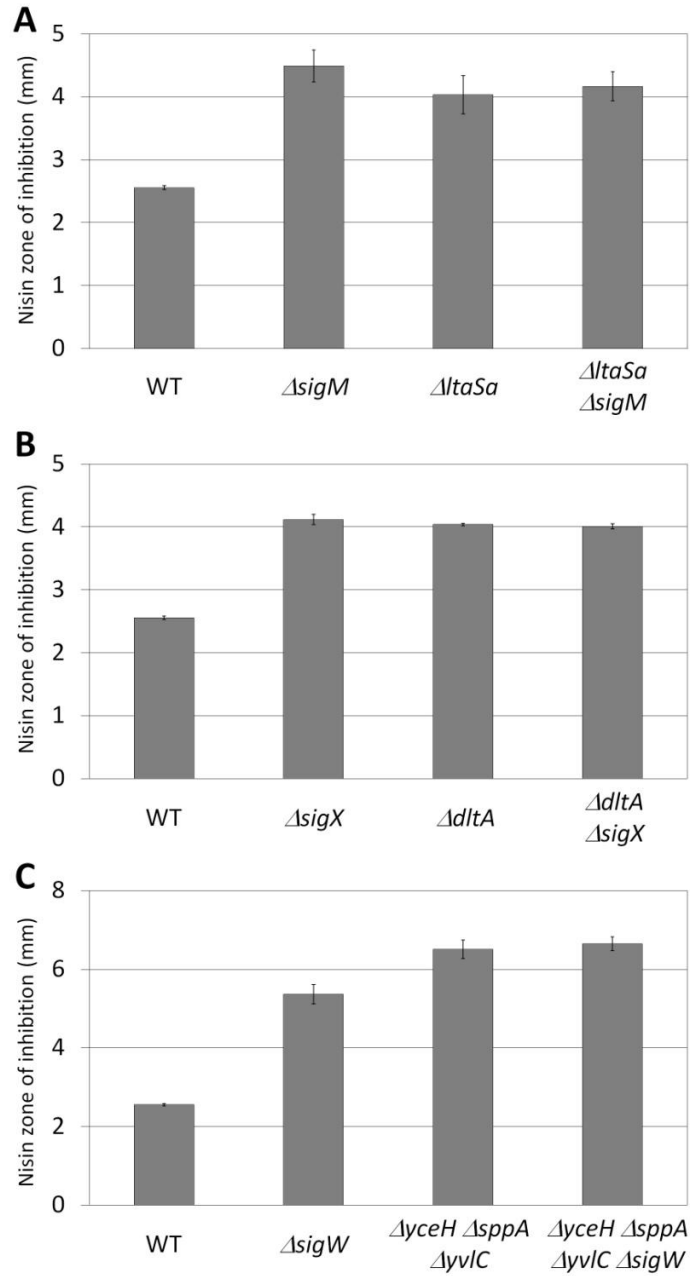 A
Nisin zone of inhibition (mm)
5
4
3
2
1
0
WT
ΔsigM
ΔltaSa
ΔltaSa
ΔsigM
B
Nisin zone of inhibition (mm)
5
4
3
2
1
0
WT
ΔsigX
ΔdltA
ΔdltA
ΔsigX
C
Nisin zone of inhibition (mm)
8
6
4
2
0
WT
ΔsigW
ΔyceH ΔsppA
ΔyvlC
ΔyceH ΔsppA
ΔyvlC ΔsigW